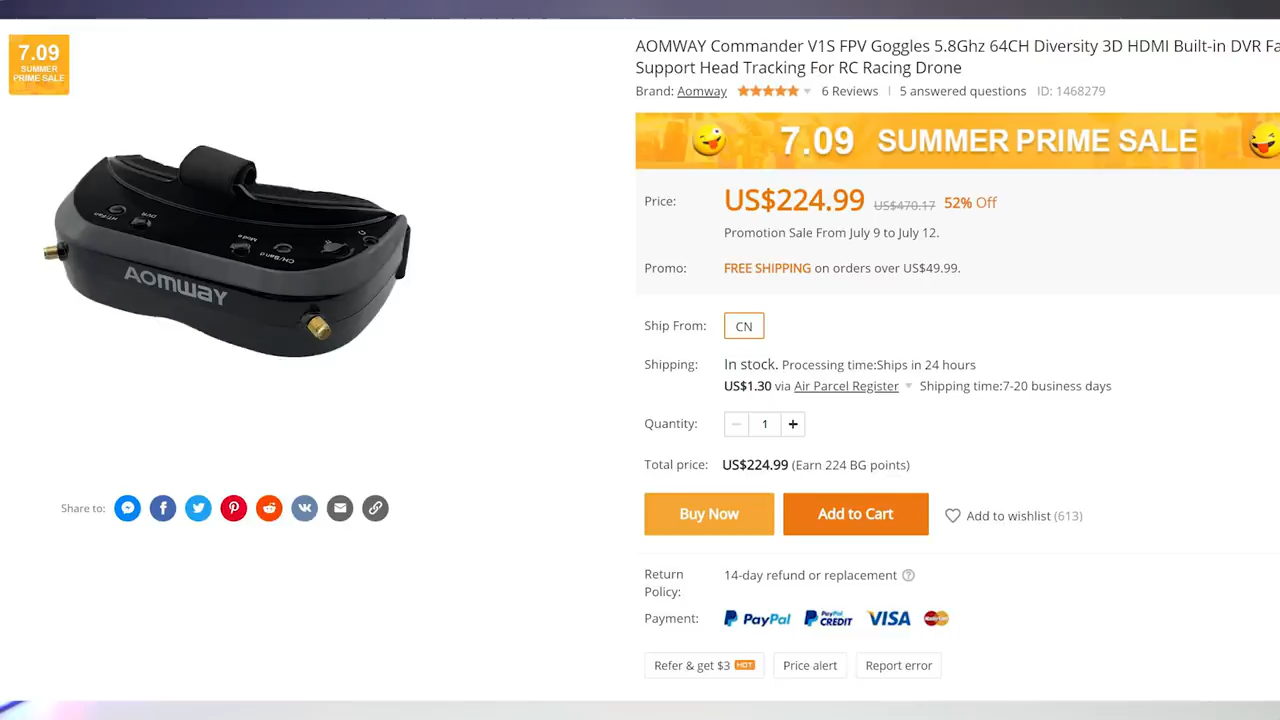 7.09
SUMMER
PRIME SALE
HT/Fan
DVR
Mode
CH/Band
AOMWAY
Share to:
AOMWAY Commander V1S FPV Goggles 5.8Ghz 64CH Diversity 3D HDMI Built-in DVR Fa
Support Head Tracking For RC Racing Drone
Brand: Aomway 6 Reviews | 5 answered questions ID: 1468279
7.09 SUMMER PRIME SALE
Price: US$224.99 US$470.17 52% Off
Promotion Sale From July 9 to July 12.
Promo: FREE SHIPPING on orders over US$49.99.
Ship From: CN
Shipping: In stock. Processing time:Ships in 24 hours
US$1.30 via Air Parcel Register Shipping time:7-20 business days
Quantity: − 1 +
Total price: US$224.99 (Earn 224 BG points)
Buy Now Add to Cart Add to wishlist (613)
Return 14-day refund or replacement ?
Policy:
Payment: PayPal PayPal CREDIT VISA MasterCard
Refer & get $3 HOT Price alert Report error